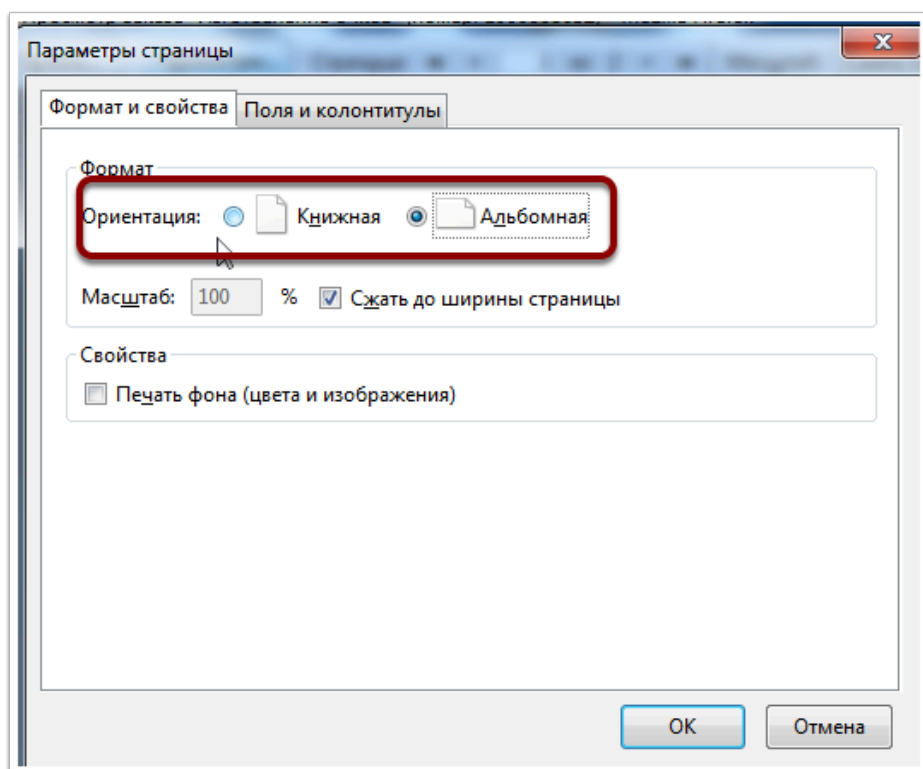 Параметры страницы
Формат и свойства Поля и колонтитулы
Формат
Ориентация: Книжная Альбомная
Масштаб: 100 % Сжать до ширины страницы
Свойства
Печать фона (цвета и изображения)
OK Отмена